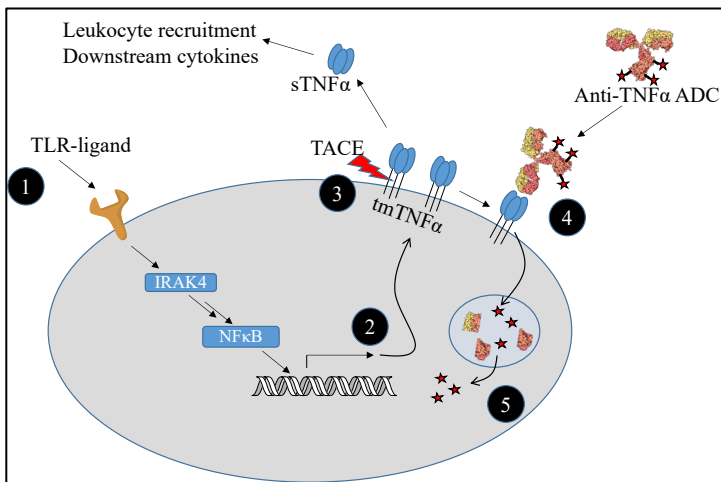 Leukocyte recruitment
Downstream cytokines
sTNFα
Anti-TNFα ADC
TLR-ligand
TACE
1
3
tmTNFα
4
IRAK4
2
NFκB
5